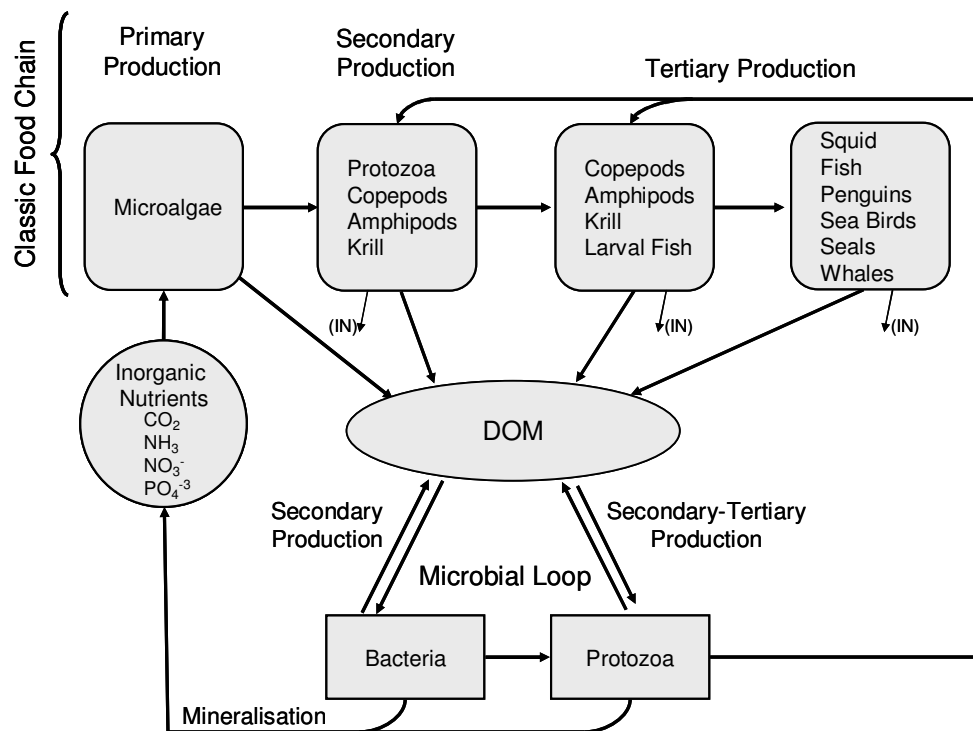 Classic Food Chain
Primary
Production
Secondary
Production
Tertiary Production
Microalgae
Protozoa
Copepods
Amphipods
Krill
Copepods
Amphipods
Krill
Larval Fish
Squid
Fish
Penguins
Sea Birds
Seals
Whales
(IN)
(IN)
(IN)
Inorganic
Nutrients
CO₂
NH₃
NO₃⁻
PO₄⁻³
DOM
Secondary
Production
Secondary-Tertiary
Production
Microbial Loop
Bacteria
Protozoa
Mineralisation